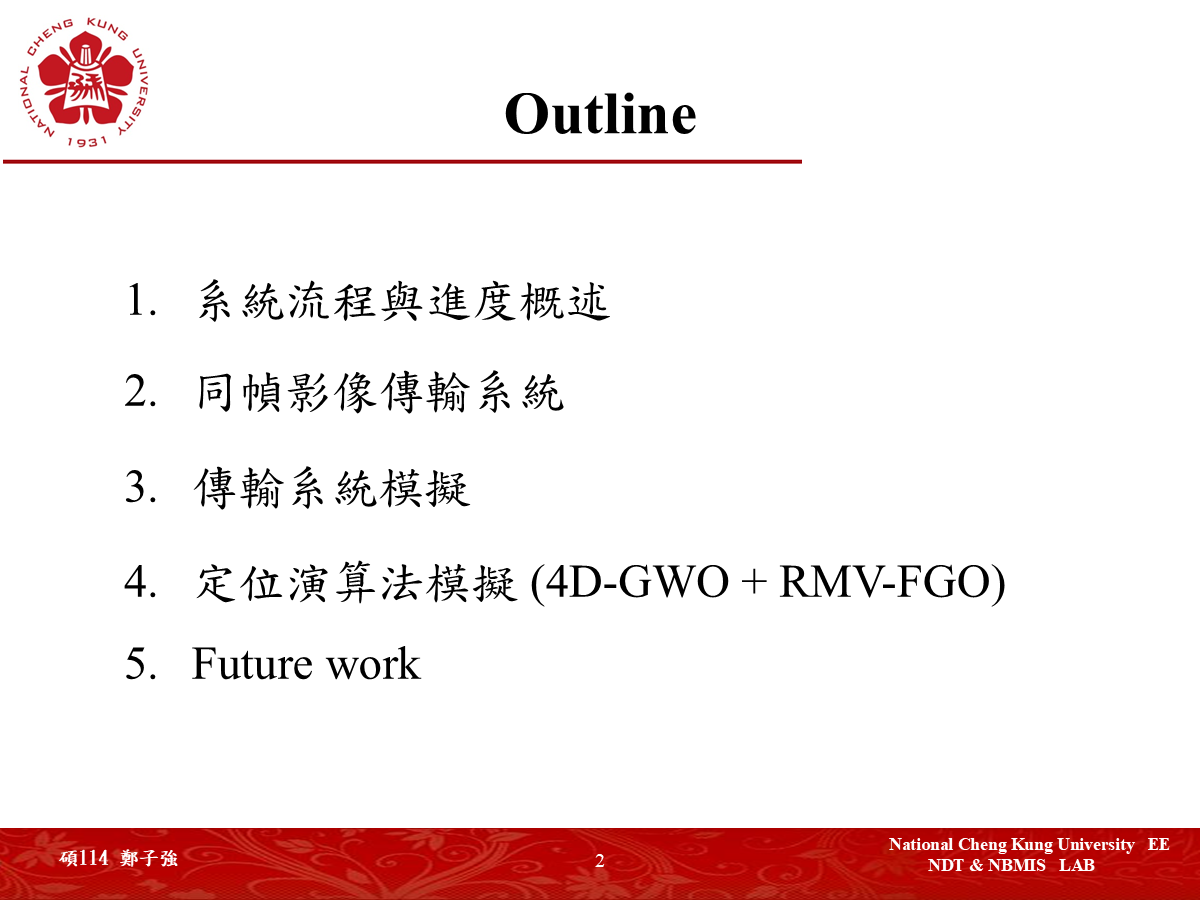 NATIONAL CHENG KUNG UNIVERSITY
1931
Outline
1. 系統流程與進度概述
2. 同幀影像傳輸系統
3. 傳輸系統模擬
4. 定位演算法模擬 (4D-GWO + RMV-FGO)
5. Future work
碩114 鄭子強
2
National Cheng Kung University EE
NDT & NBMIS LAB